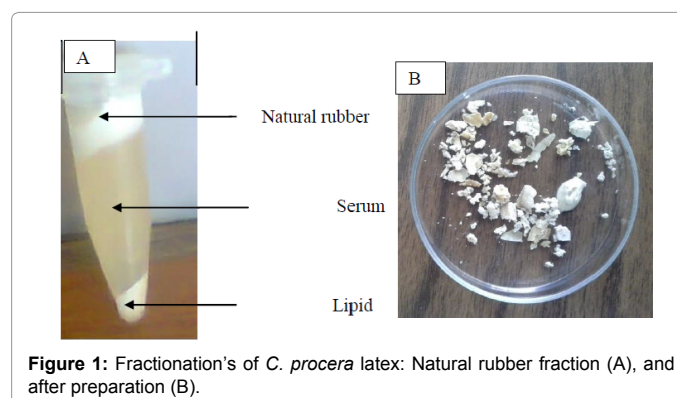 A
B
Natural rubber
Serum
Lipid
Figure 1: Fractionation's of C. procera latex: Natural rubber fraction (A), and
after preparation (B).